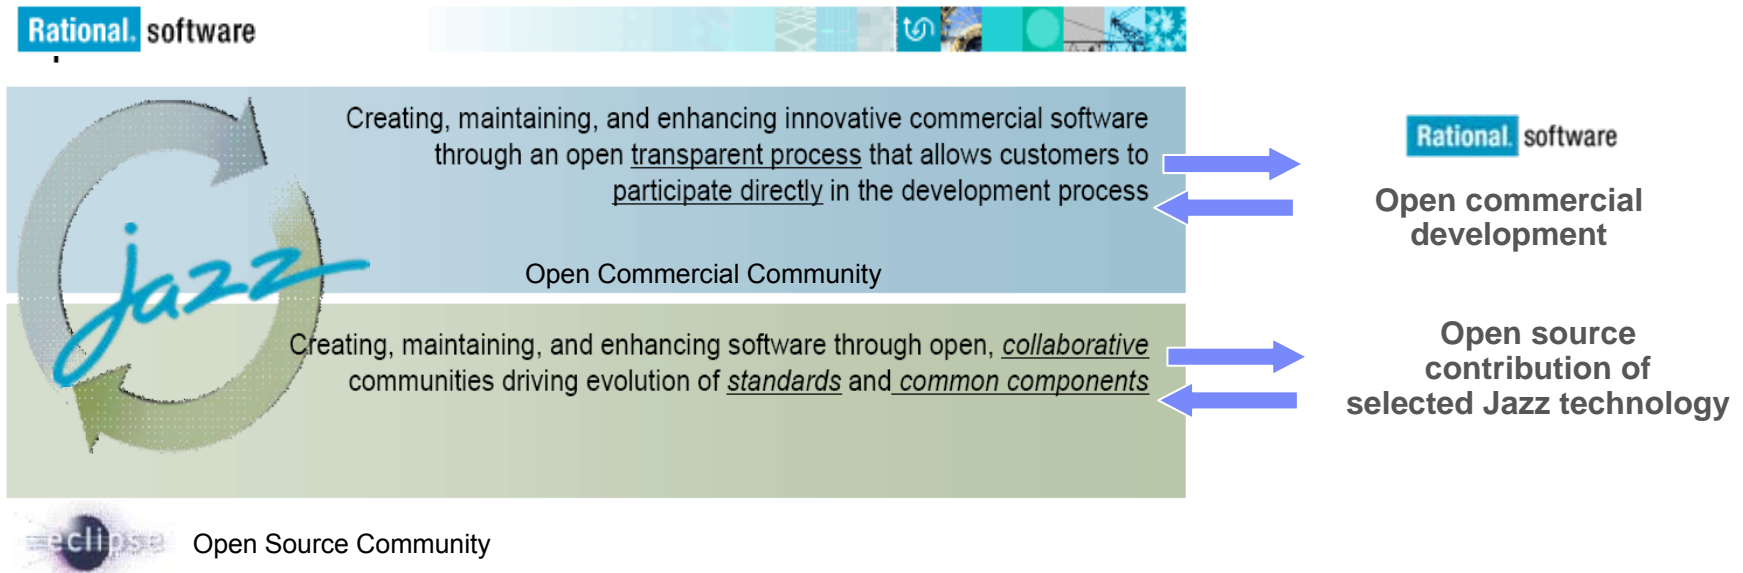 Rational. software
Creating, maintaining, and enhancing innovative commercial software
through an open transparent process that allows customers to
participate directly in the development process
Open Commercial Community
jazz
Creating, maintaining, and enhancing software through open, collaborative
communities driving evolution of standards and common components
eclipse
Open Source Community
Rational. software
Open commercial
development
Open source
contribution of
selected Jazz technology